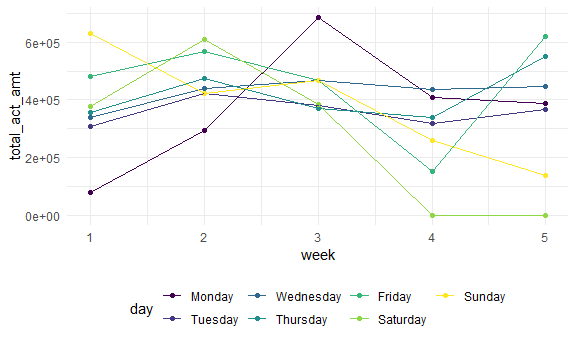 total_act_amt
6e+05
4e+05
2e+05
0e+00
1 2 3 4 5
week
day
Monday Wednesday Friday Sunday
Tuesday Thursday Saturday